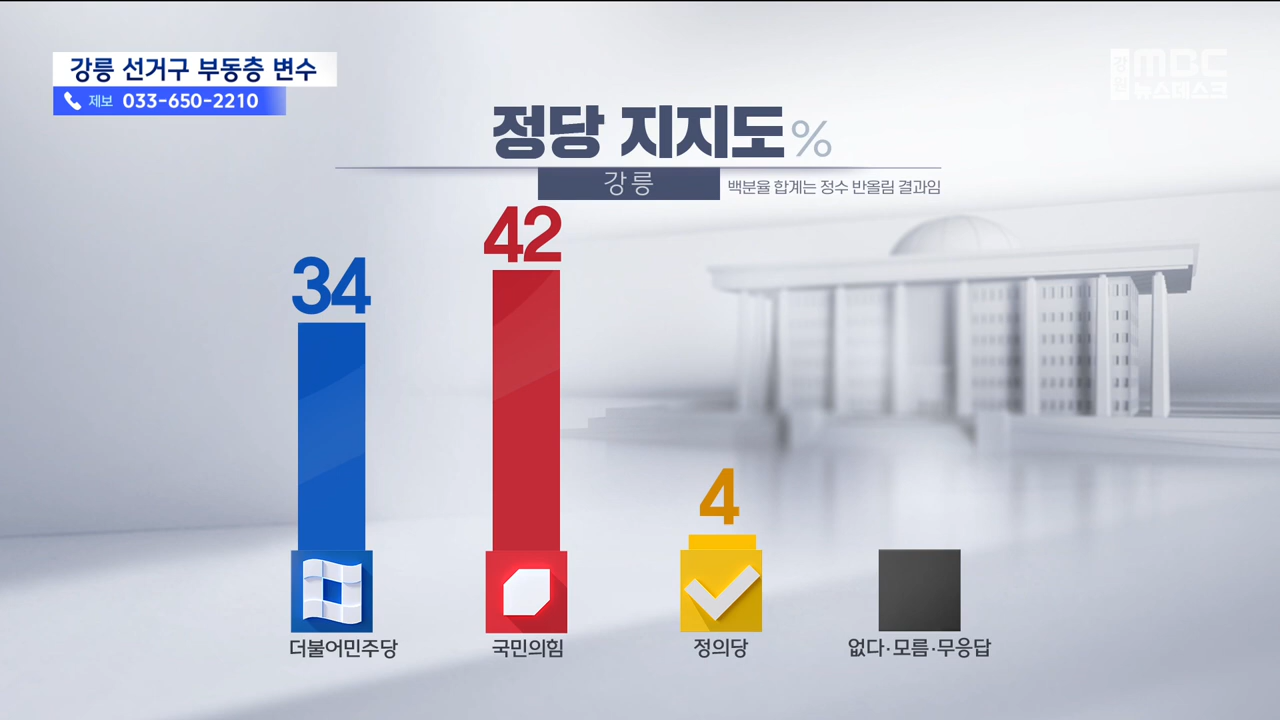 강릉 선거구 부동층 변수
제보 033-650-2210
강원 MBC
뉴스데스크
정당 지지도%
강릉
백분율 합계는 정수 반올림 결과임
34
42
4
더불어민주당
국민의힘
정의당
없다·모름·무응답